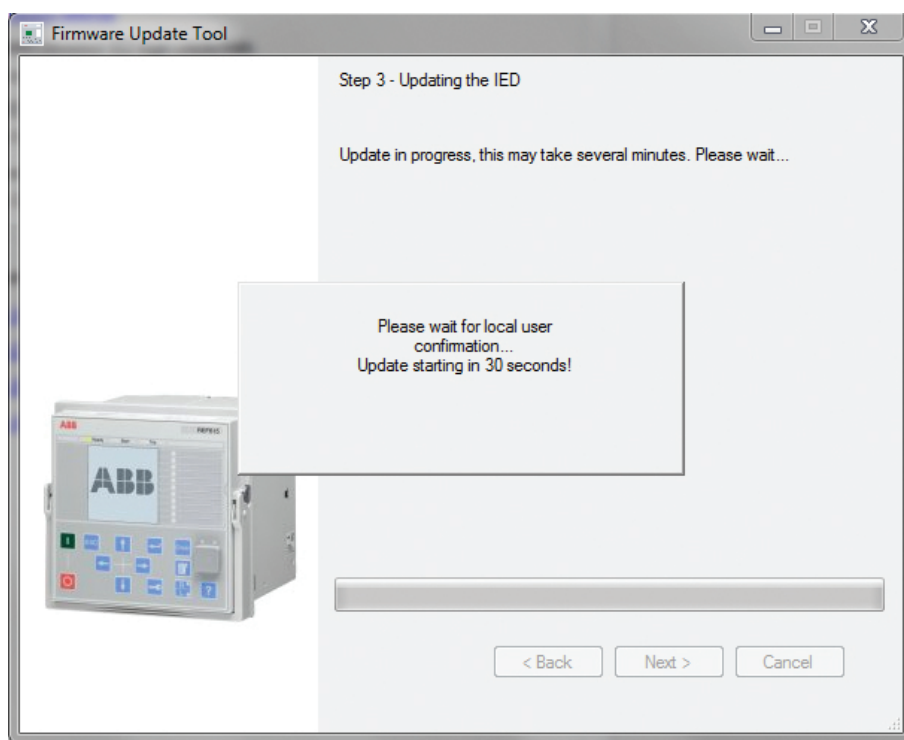 Firmware Update Tool
Step 3 - Updating the IED
Update in progress, this may take several minutes. Please wait...
Please wait for local user
confirmation...
Update starting in 30 seconds!
ABB
ABB
< Back
Next >
Cancel